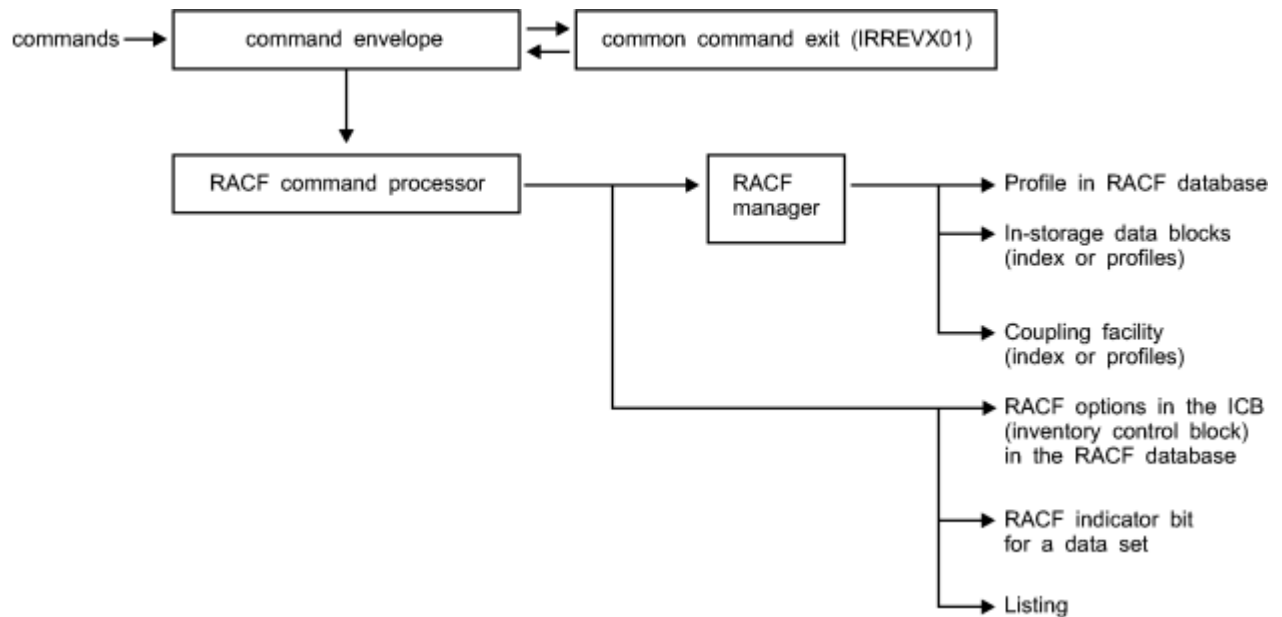 commands
command envelope
common command exit (IRREVX01)
RACF command processor
RACF
manager
Profile in RACF database
In-storage data blocks
(index or profiles)
Coupling facility
(index or profiles)
RACF options in the ICB
(inventory control block)
in the RACF database
RACF indicator bit
for a data set
Listing